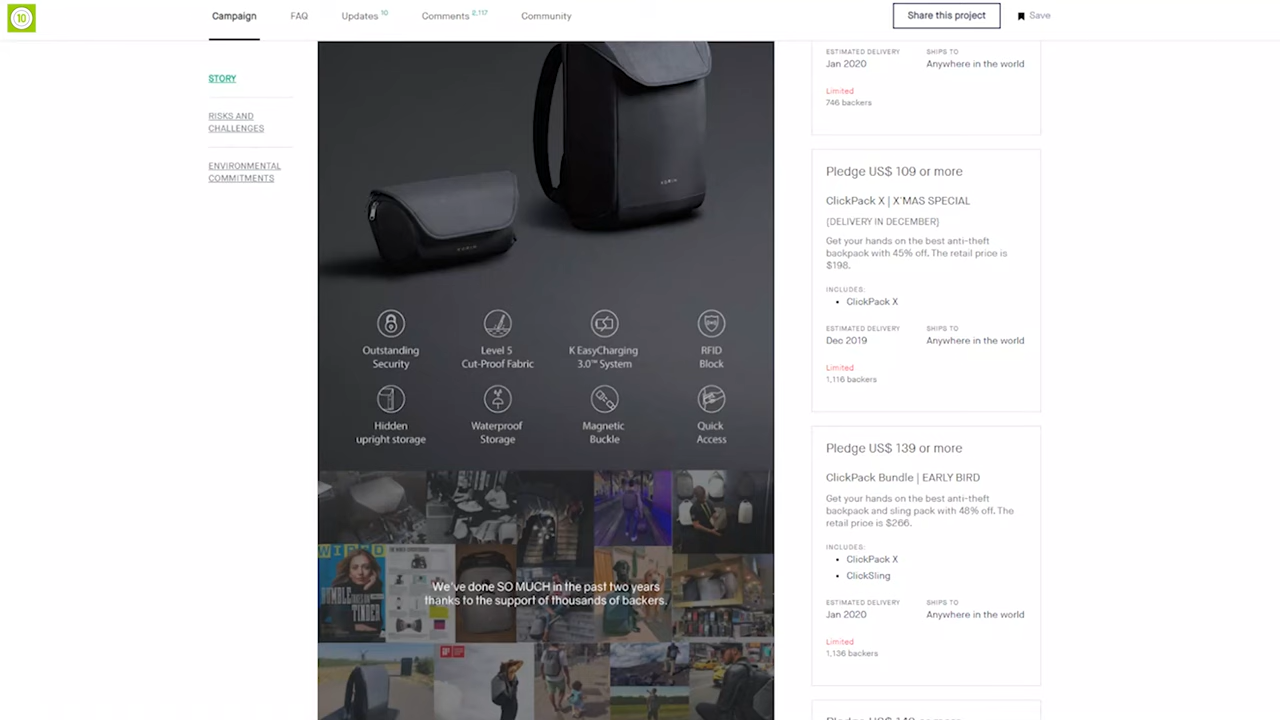 10
Campaign
FAQ
Updates 10
Comments 2,117
Community
Share this project
Save
STORY
RISKS AND
CHALLENGES
ENVIRONMENTAL
COMMITMENTS
KORIN
KORIN
Outstanding
Security
Level 5
Cut-Proof Fabric
K EasyCharging
3.0™ System
RFID
Block
Hidden
upright storage
Waterproof
Storage
Magnetic
Buckle
Quick
Access
WIRED
TINDER
We've done SO MUCH in the past two years
thanks to the support of thousands of backers.
ESTIMATED DELIVERY
Jan 2020
SHIPS TO
Anywhere in the world
Limited
746 backers
Pledge US$ 109 or more
ClickPack X | X'MAS SPECIAL
{DELIVERY IN DECEMBER}
Get your hands on the best anti-theft
backpack with 45% off. The retail price is
$198.
INCLUDES:
• ClickPack X
ESTIMATED DELIVERY
Dec 2019
SHIPS TO
Anywhere in the world
Limited
1,116 backers
Pledge US$ 139 or more
ClickPack Bundle | EARLY BIRD
Get your hands on the best anti-theft
backpack and sling pack with 48% off. The
retail price is $266.
INCLUDES:
• ClickPack X
• ClickSling
ESTIMATED DELIVERY
Jan 2020
SHIPS TO
Anywhere in the world
Limited
1,136 backers